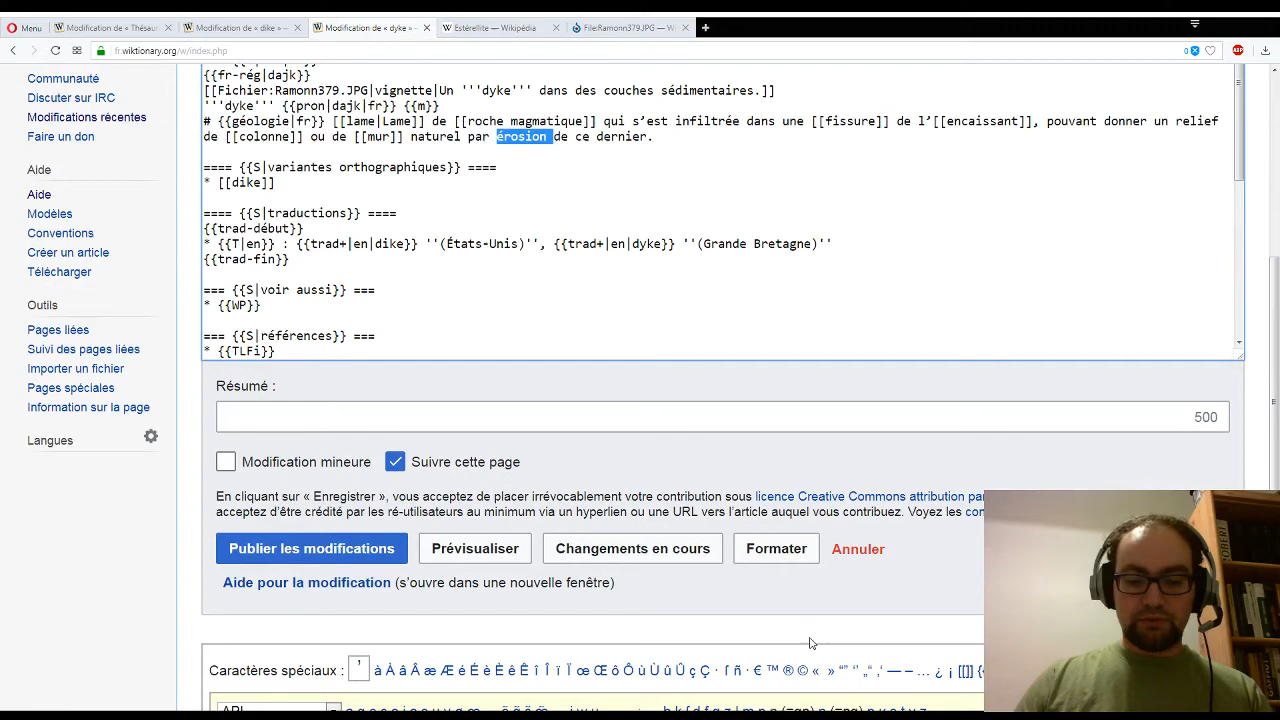 Menu
Modification de « Thésau
Modification de « dike » –
Modification de « dyke » –
Estérellite — Wikipédia
File:Ramonn379.JPG — W
fr.wiktionary.org/w/index.php
0
ABP
Communauté
Discuter sur IRC
Modifications récentes
Faire un don
Aide
Aide
Modèles
Conventions
Créer un article
Télécharger
Outils
Pages liées
Suivi des pages liées
Importer un fichier
Pages spéciales
Information sur la page
Langues
{{fr-rég|dajk}}
[[Fichier:Ramonn379.JPG|vignette|Un '''dyke''' dans des couches sédimentaires.]]
'''dyke''' {{pron|dajk|fr}} {{m}}
# {{géologie|fr}} [[lame|Lame]] de [[roche magmatique]] qui s’est infiltrée dans une [[fissure]] de l’[[encaissant]], pouvant donner un relief
de [[colonne]] ou de [[mur]] naturel par érosion de ce dernier.
==== {{S|variantes orthographiques}} ====
* [[dike]]
==== {{S|traductions}} ====
{{trad-début}}
* {{T|en}} : {{trad+|en|dike}} ''(États-Unis)'', {{trad+|en|dyke}} ''(Grande Bretagne)''
{{trad-fin}}
=== {{S|voir aussi}} ===
* {{WP}}
=== {{S|références}} ===
* {{TLFi}}
Résumé :
500
Modification mineure
Suivre cette page
En cliquant sur « Enregistrer », vous acceptez de placer irrévocablement votre contribution sous licence Creative Commons attribution pa
acceptez d’être crédité par les ré-utilisateurs au minimum via un hyperlien ou une URL vers l’article auquel vous contribuez. Voyez les con
Publier les modifications
Prévisualiser
Changements en cours
Formater
Annuler
Aide pour la modification (s’ouvre dans une nouvelle fenêtre)
Caractères spéciaux : ’ à À â Â æ Æ é É è È ê Ê î Î ï Ï œ Œ ô Ô ù Ù û Û ç Ç · ſ ñ · € ™ ® © « » “”
API
ROBERT